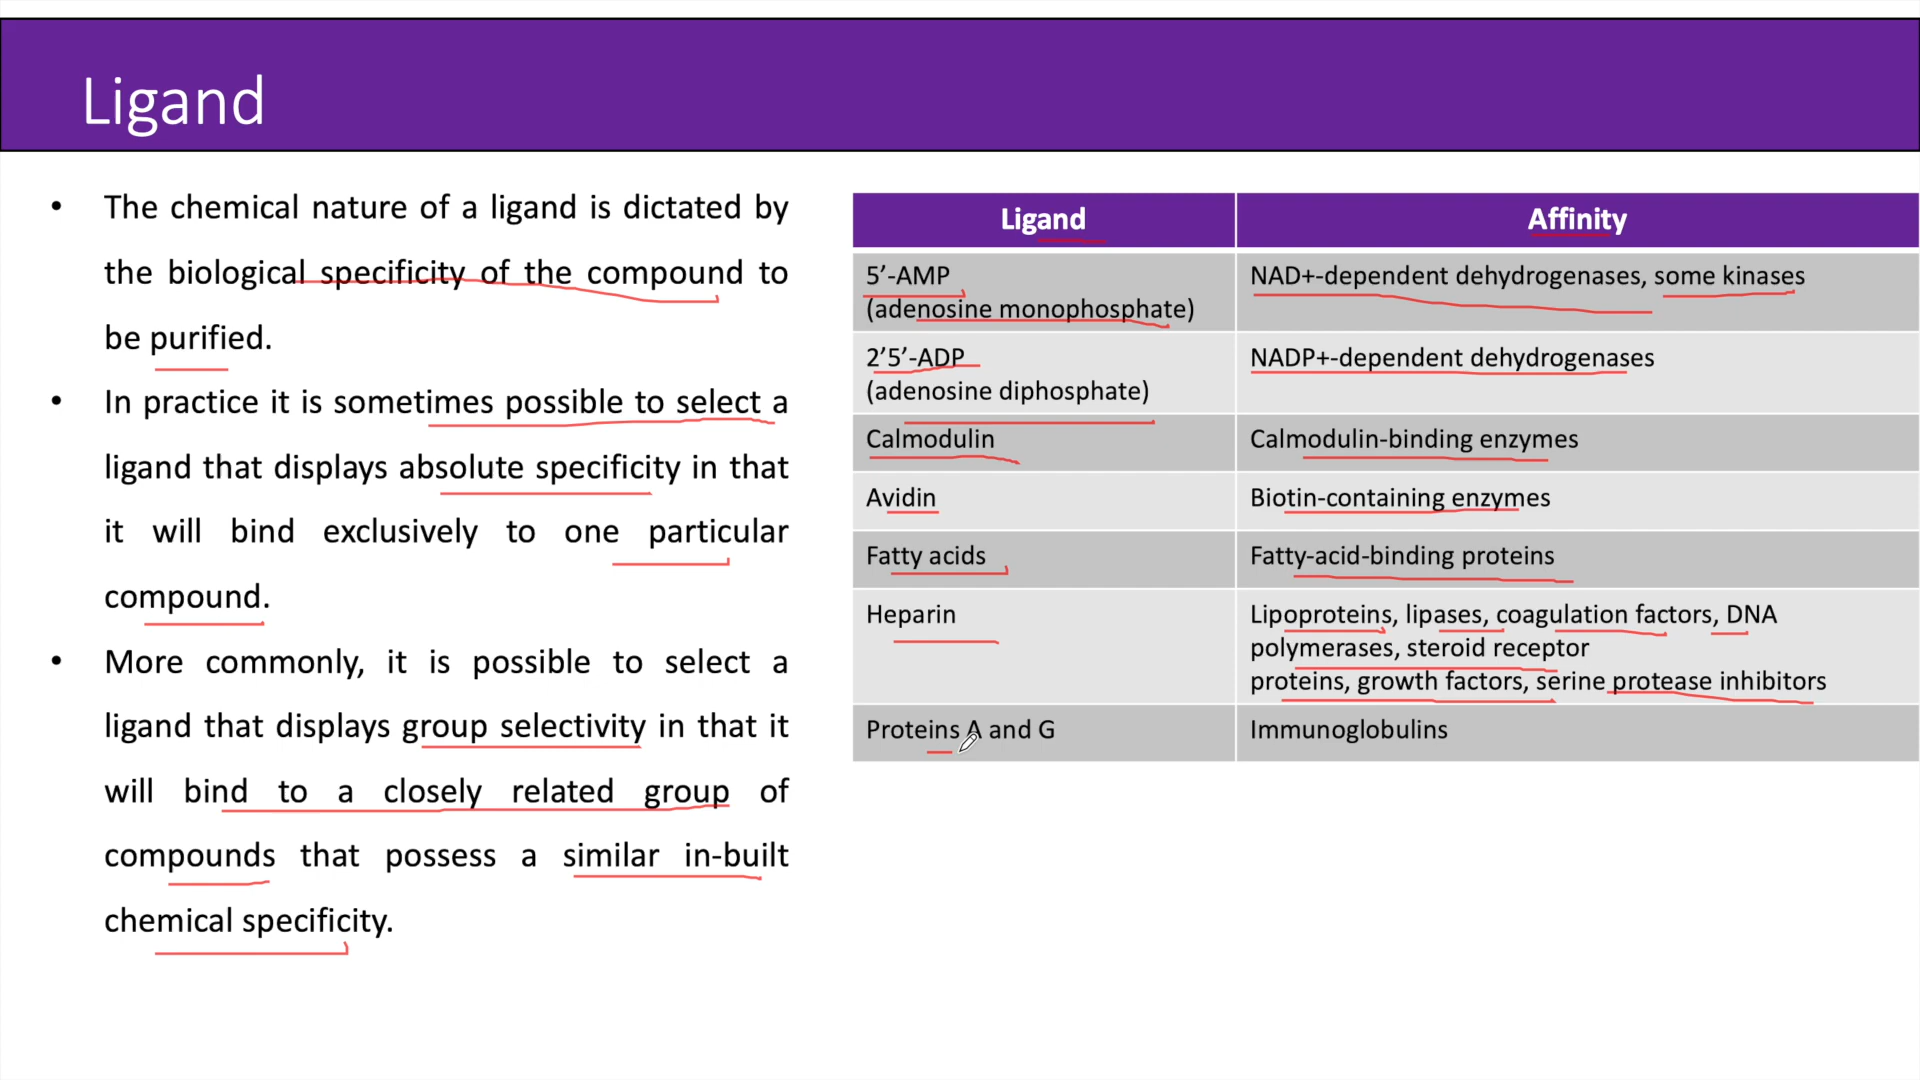 Ligand
• The chemical nature of a ligand is dictated by
the biological specificity of the compound to
be purified.
• In practice it is sometimes possible to select a
ligand that displays absolute specificity in that
it will bind exclusively to one particular
compound.
• More commonly, it is possible to select a
ligand that displays group selectivity in that it
will bind to a closely related group of
compounds that possess a similar in-built
chemical specificity.
Ligand Affinity
5’-AMP NAD+-dependent dehydrogenases, some kinases
(adenosine monophosphate)
2’5’-ADP NADP+-dependent dehydrogenases
(adenosine diphosphate)
Calmodulin Calmodulin-binding enzymes
Avidin Biotin-containing enzymes
Fatty acids Fatty-acid-binding proteins
Heparin Lipoproteins, lipases, coagulation factors, DNA
polymerases, steroid receptor
proteins, growth factors, serine protease inhibitors
Proteins A and G Immunoglobulins